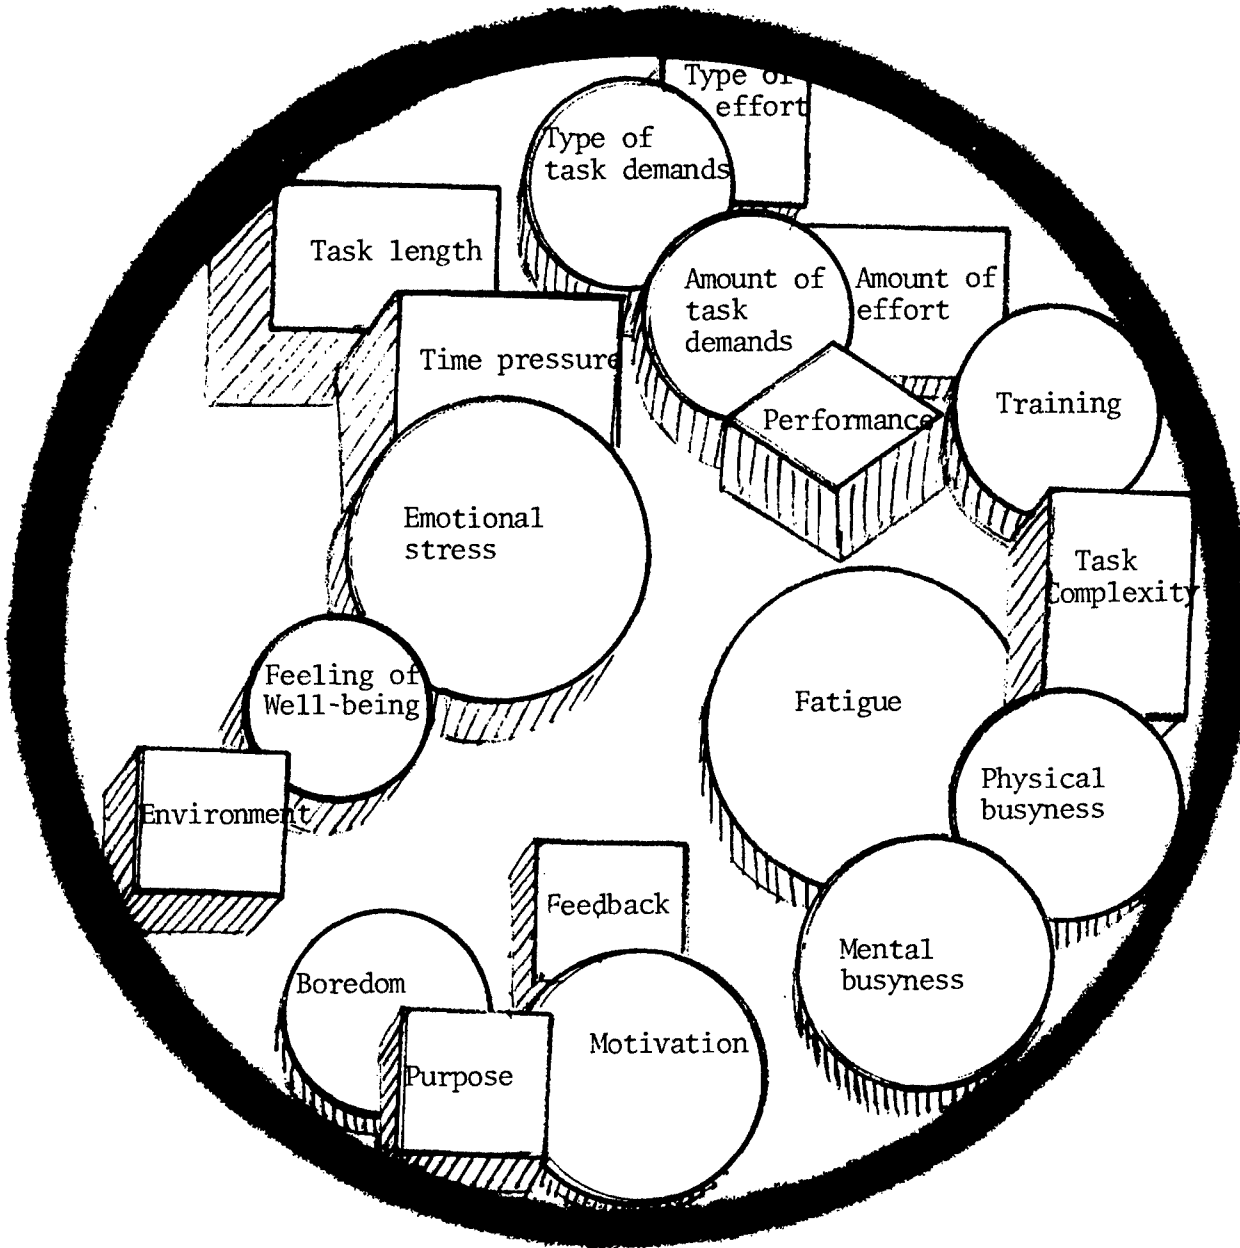 Type of
effort
Type of
task demands
Task length
Amount of
task
demands
Amount of
effort
Time pressure
Performance
Training
Emotional
stress
Task
Complexity
Feeling of
Well-being
Fatigue
Physical
busyness
Environment
Feedback
Mental
busyness
Boredom
Motivation
Purpose